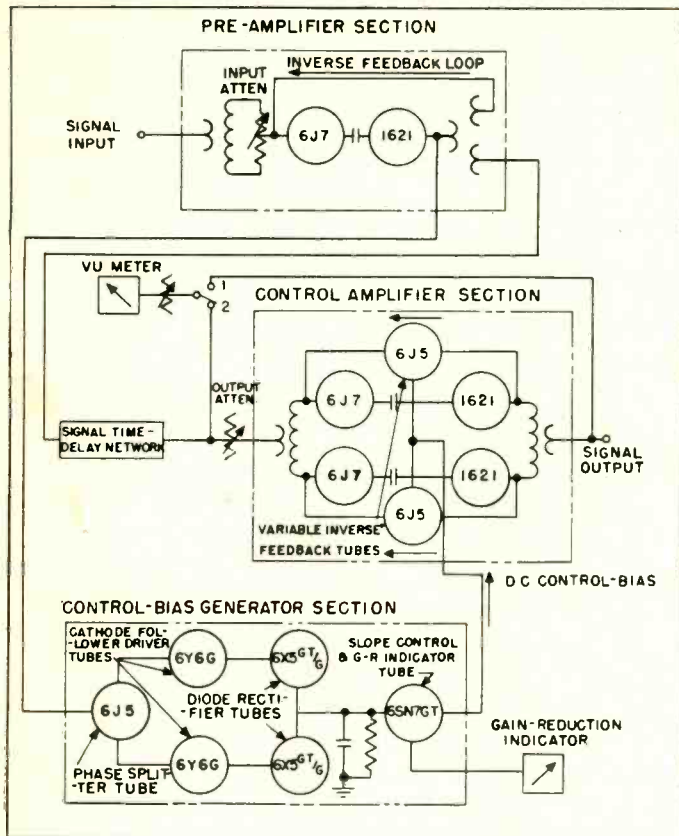 PRE-AMPLIFIER SECTION
INVERSE FEEDBACK LOOP
INPUT
ATTEN
SIGNAL
INPUT
6J7
1621
VU METER
1
2
CONTROL AMPLIFIER SECTION
6J5
OUTPUT
ATTEN
6J7
1621
SIGNAL TIME-
DELAY NETWORK
SIGNAL
OUTPUT
6J7
1621
6J5
VARIABLE INVERSE
FEEDBACK TUBES
DC CONTROL-BIAS
CONTROL-BIAS GENERATOR SECTION
CATHODE FOL-
-LOWER DRIVER
TUBES
6Y6G
6X5GT/G
SLOPE CONTROL
& G-R INDICATOR
TUBE
6J5
DIODE RECTI-
FIER TUBES
6SN7GT
GAIN-REDUCTION
INDICATOR
PHASE SPLIT-
TER TUBE
6Y6G
6X5GT/G